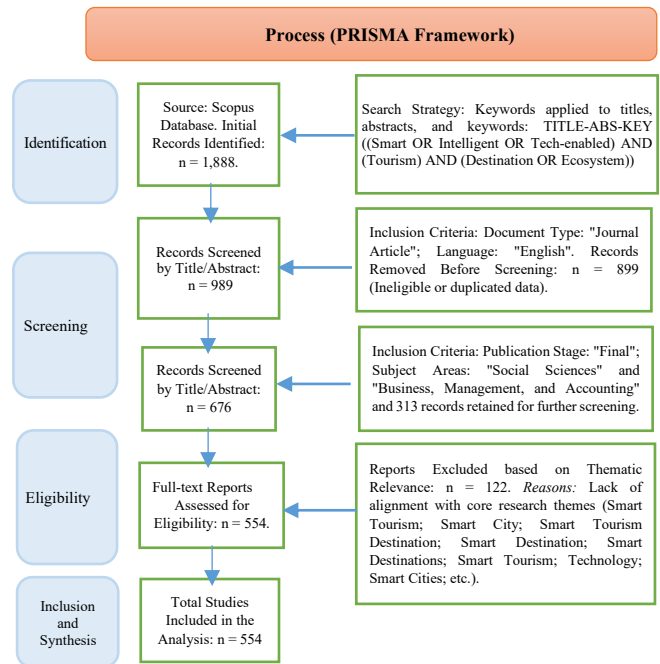 Process (PRISMA Framework)
Identification
Source: Scopus
Database. Initial
Records Identified:
n = 1,888.
Search Strategy: Keywords applied to titles,
abstracts, and keywords: TITLE-ABS-KEY
((Smart OR Intelligent OR Tech-enabled) AND
(Tourism) AND (Destination OR Ecosystem))
Screening
Records Screened
by Title/Abstract:
n = 989
Inclusion Criteria: Document Type: "Journal
Article"; Language: "English". Records
Removed Before Screening: n = 899
(Ineligible or duplicated data).
Records Screened
by Title/Abstract:
n = 676
Inclusion Criteria: Publication Stage: "Final";
Subject Areas: "Social Sciences" and
"Business, Management, and Accounting"
and 313 records retained for further screening.
Eligibility
Full-text Reports
Assessed for
Eligibility: n = 554.
Reports Excluded based on Thematic
Relevance: n = 122. Reasons: Lack of
alignment with core research themes (Smart
Tourism; Smart City; Smart Tourism
Destination; Smart Destination; Smart
Destinations; Smart Tourism; Technology;
Smart Cities; etc.).
Inclusion
and
Synthesis
Total Studies
Included in the
Analysis: n = 554